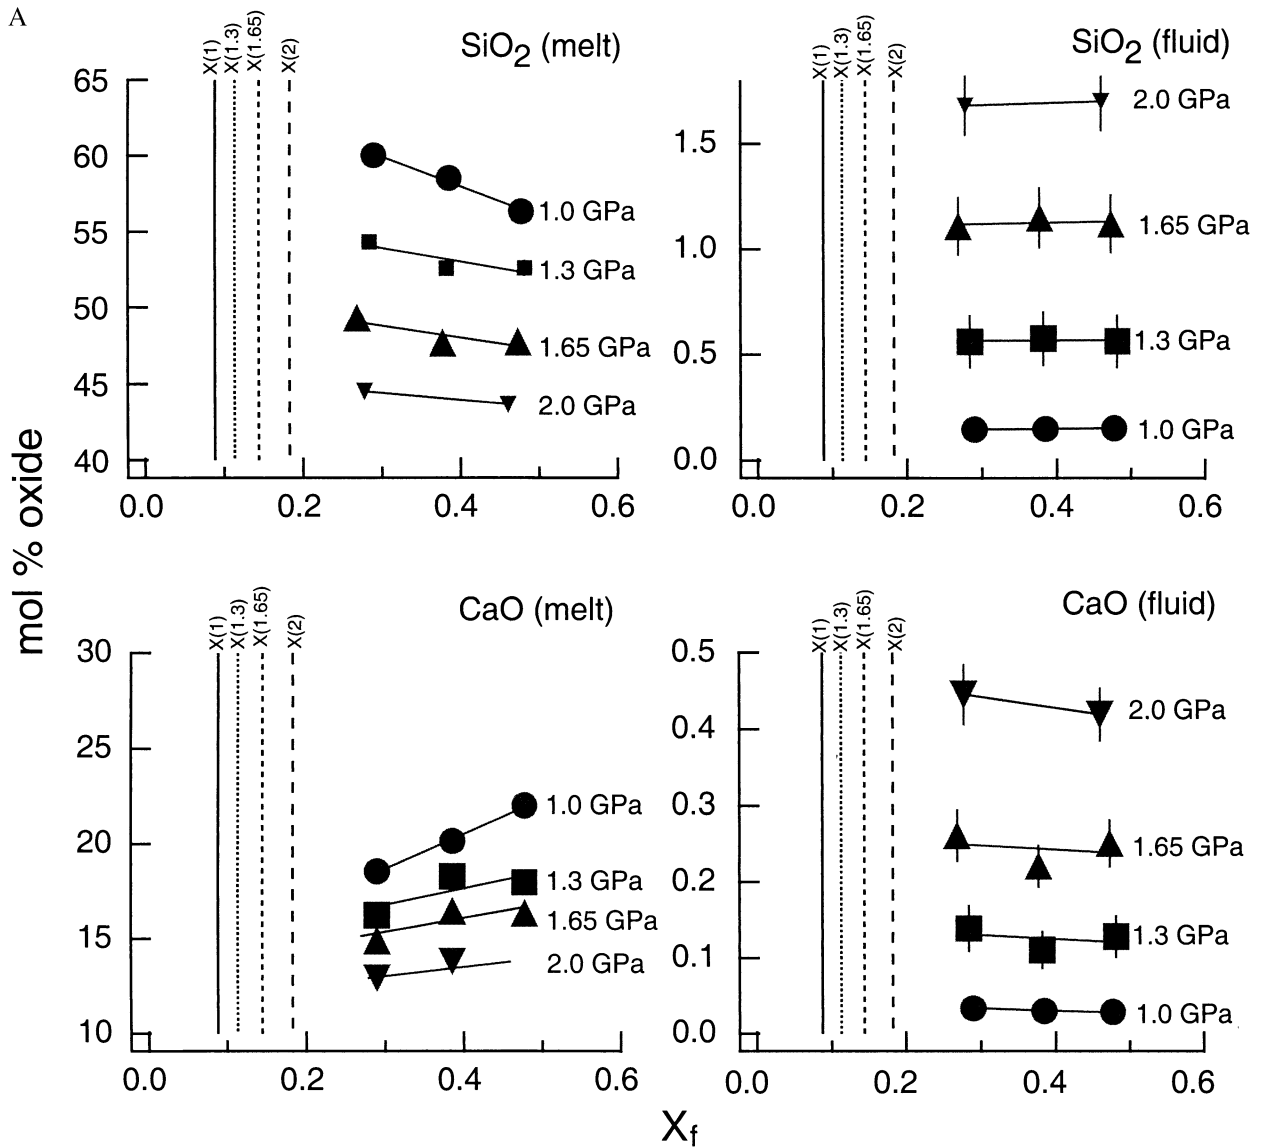 A
SiO2 (melt)
X(1)
X(1.3)
X(1.65)
X(2)
65
60
55
50
45
40
1.0 GPa
1.3 GPa
1.65 GPa
2.0 GPa
0.0
0.2
0.4
0.6
SiO2 (fluid)
X(1)
X(1.3)
X(1.65)
X(2)
1.5
1.0
0.5
0.0
2.0 GPa
1.65 GPa
1.3 GPa
1.0 GPa
0.0
0.2
0.4
0.6
mol % oxide
CaO (melt)
X(1)
X(1.3)
X(1.65)
X(2)
30
25
20
15
10
1.0 GPa
1.3 GPa
1.65 GPa
2.0 GPa
0.0
0.2
0.4
0.6
CaO (fluid)
X(1)
X(1.3)
X(1.65)
X(2)
0.5
0.4
0.3
0.2
0.1
0.0
2.0 GPa
1.65 GPa
1.3 GPa
1.0 GPa
0.0
0.2
0.4
0.6
Xf